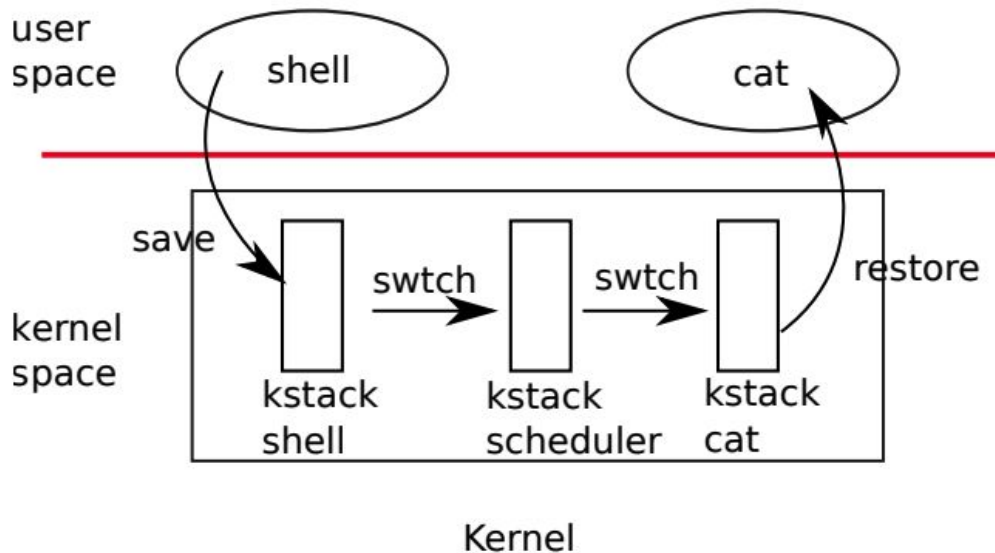 user
space
shell
cat
save
swtch
swtch
restore
kernel
space
kstack
shell
kstack
scheduler
kstack
cat
Kernel